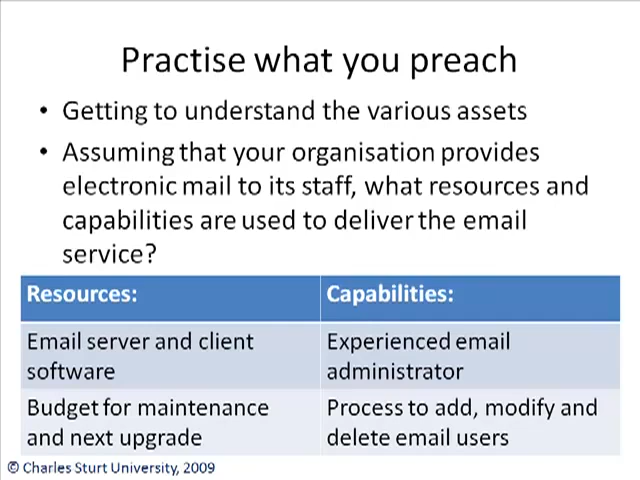 Practise what you preach
• Getting to understand the various assets
• Assuming that your organisation provides
electronic mail to its staff, what resources and
capabilities are used to deliver the email
service?
Resources:
Capabilities:
Email server and client
software
Experienced email
administrator
Budget for maintenance
and next upgrade
Process to add, modify and
delete email users
© Charles Sturt University, 2009